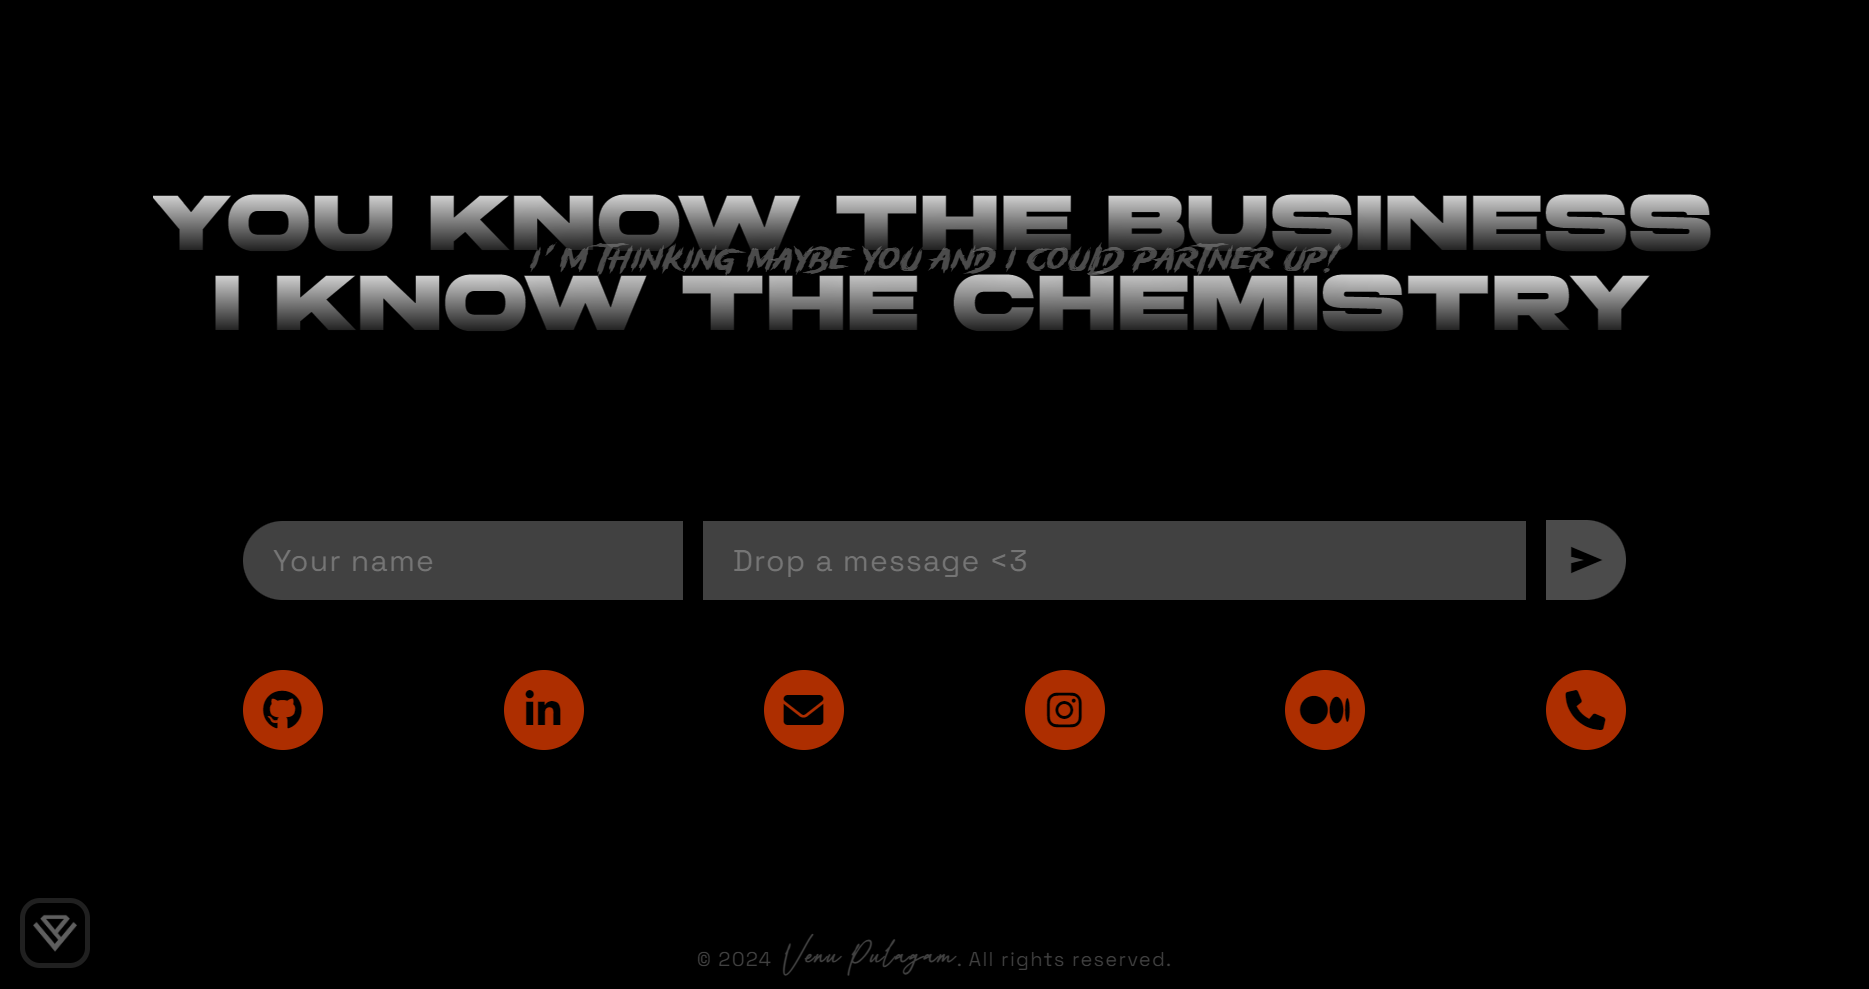 YOU KNOW THE BUSINESS
I'M THINKING MAYBE YOU AND I COULD PARTNER UP!
I KNOW THE CHEMISTRY
Your name
Drop a message <3
© 2024 Venu Pulagam. All rights reserved.